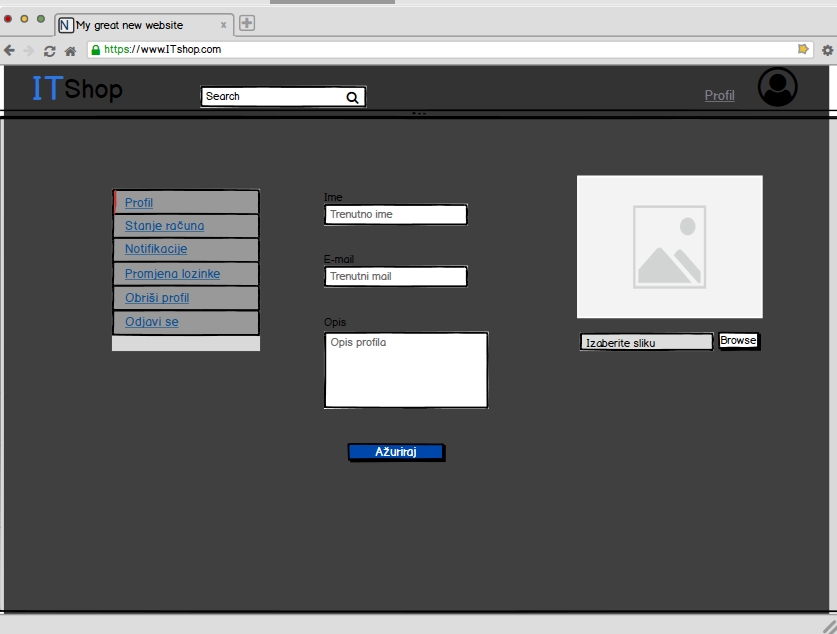 N My great new website x
https://www.ITshop.com
ITShop
Search
Profil
Profil
Stanje računa
Notifikacije
Promjena lozinke
Obriši profil
Odjavi se
Ime
Trenutno ime
E-mail
Trenutni mail
Opis
Opis profila
Ažuriraj
Izaberite sliku
Browse